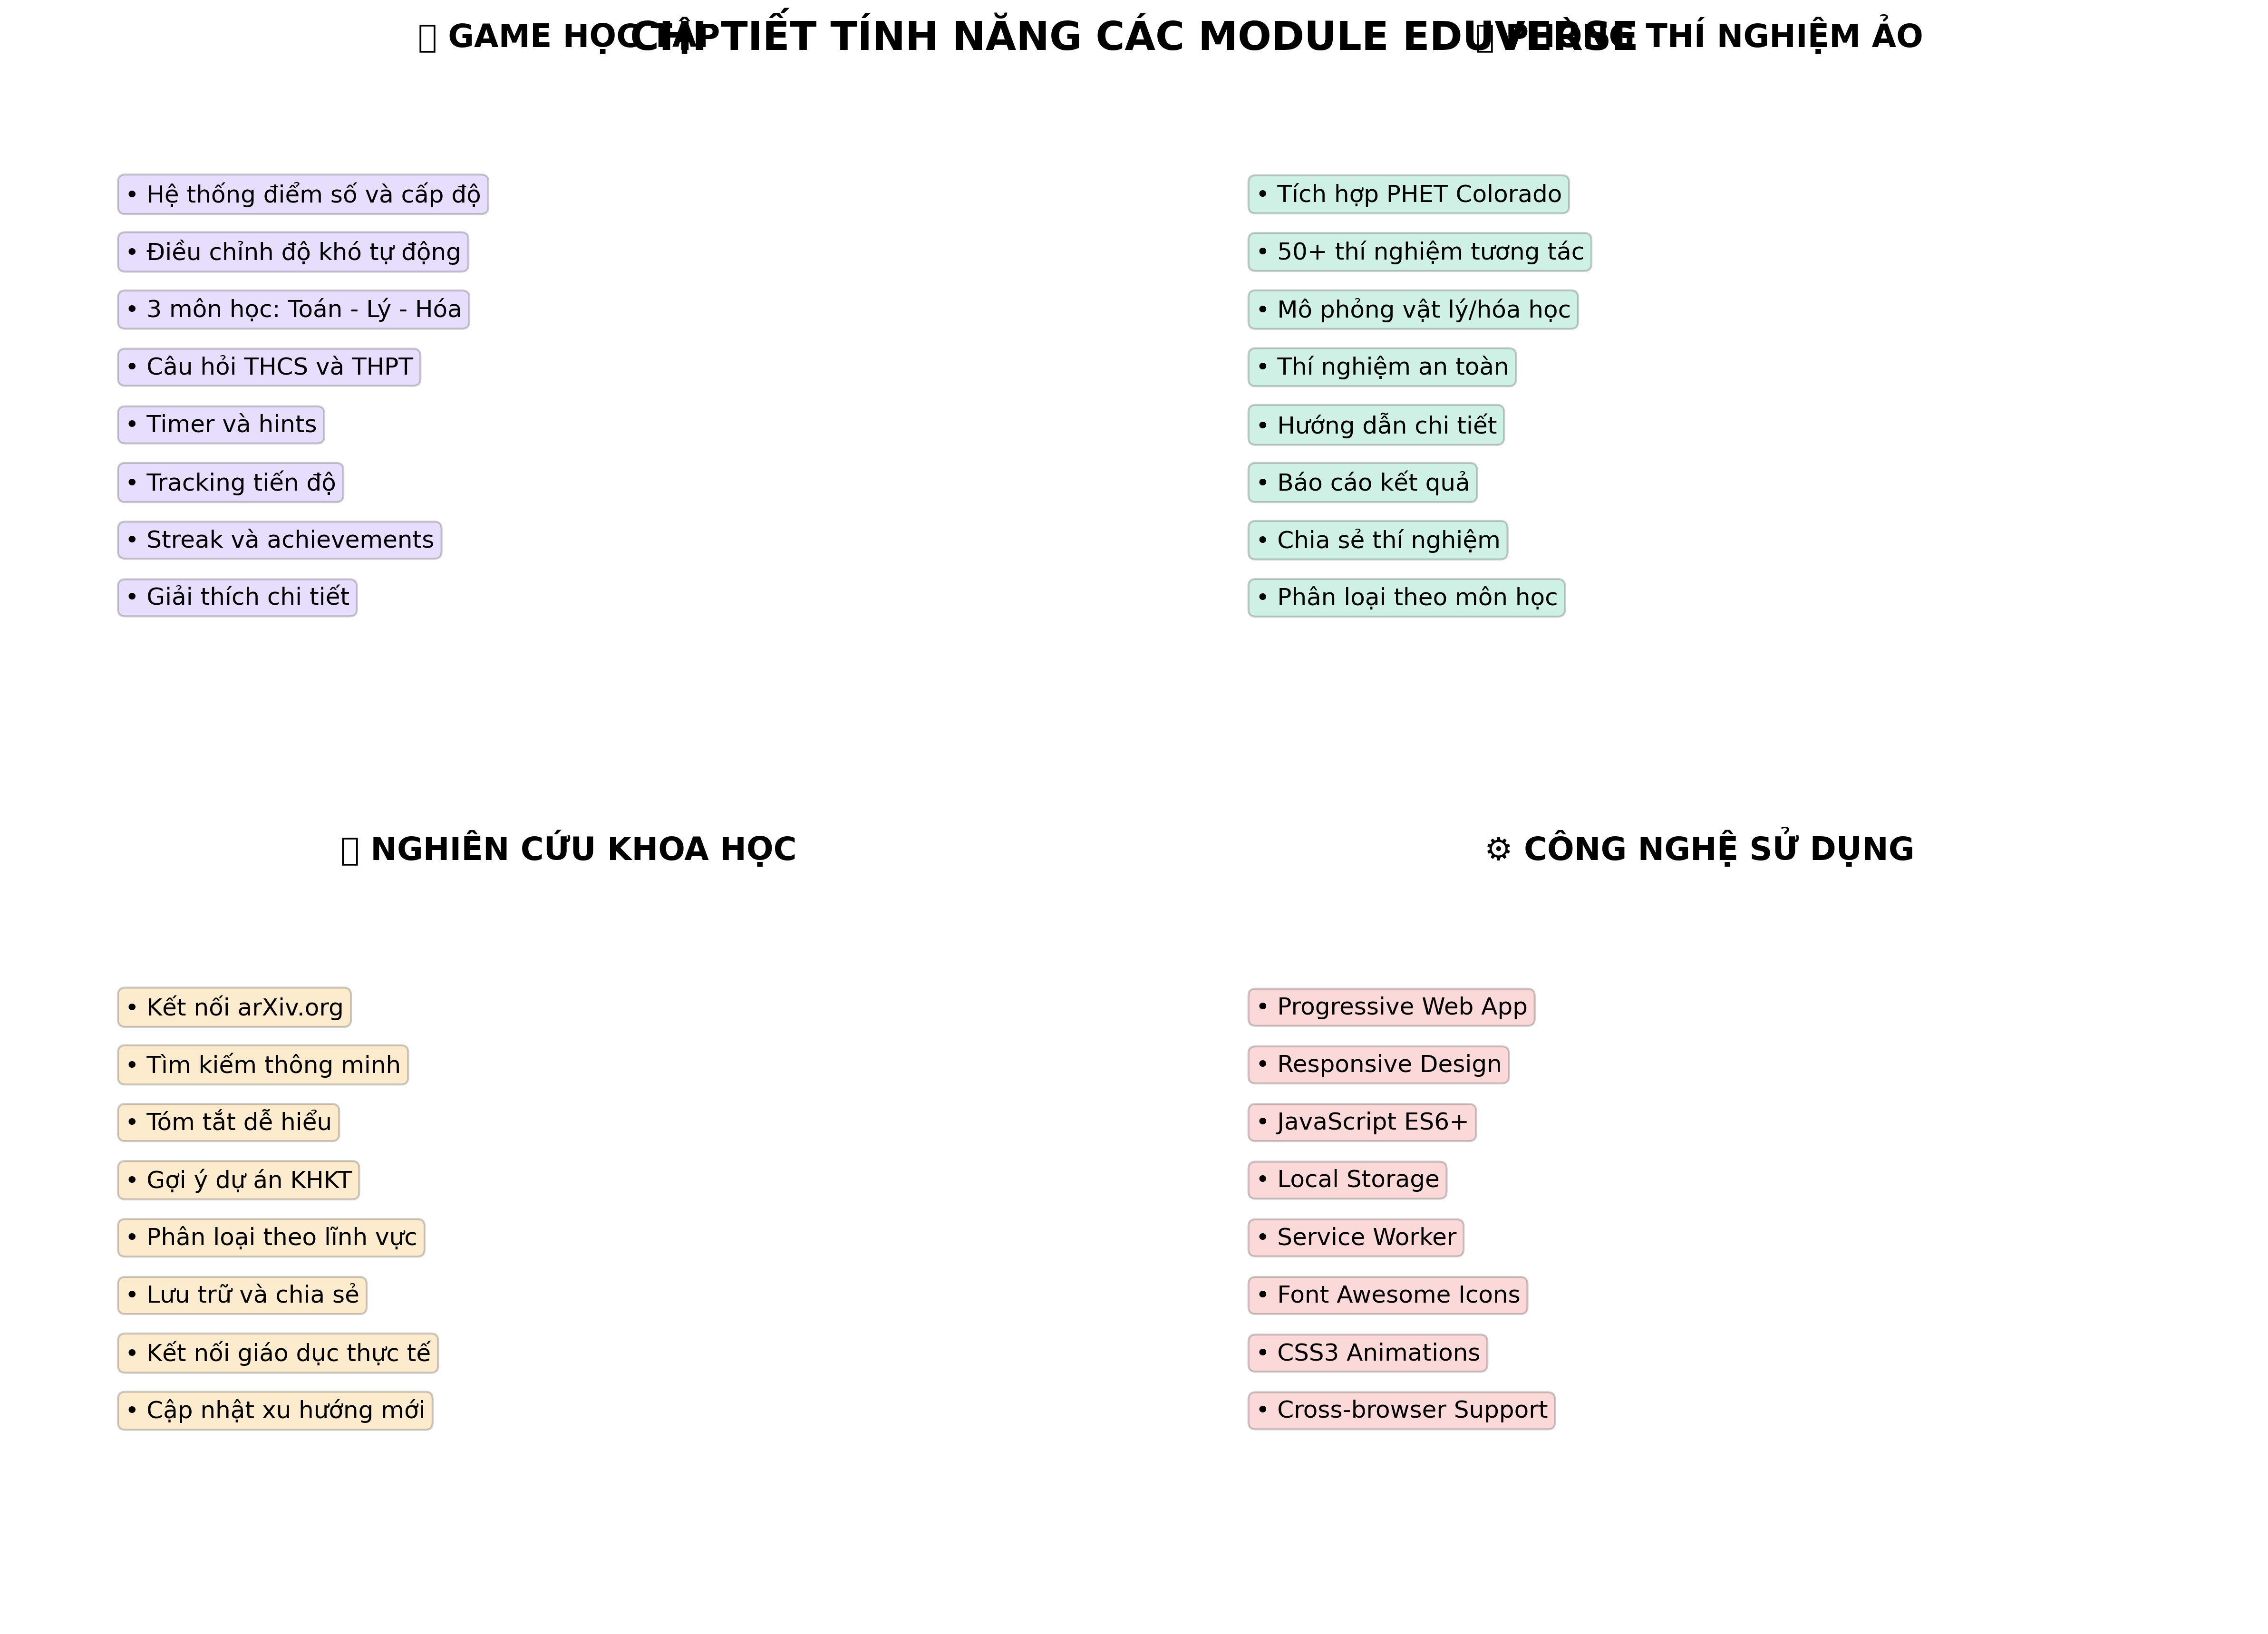 CHI TIẾT TÍNH NĂNG CÁC MODULE EDUVERSE
GAME HỌC TẬP
• Hệ thống điểm số và cấp độ
• Điều chỉnh độ khó tự động
• 3 môn học: Toán - Lý - Hóa
• Câu hỏi THCS và THPT
• Timer và hints
• Tracking tiến độ
• Streak và achievements
• Giải thích chi tiết
PHÒNG THÍ NGHIỆM ẢO
• Tích hợp PHET Colorado
• 50+ thí nghiệm tương tác
• Mô phỏng vật lý/hóa học
• Thí nghiệm an toàn
• Hướng dẫn chi tiết
• Báo cáo kết quả
• Chia sẻ thí nghiệm
• Phân loại theo môn học
NGHIÊN CỨU KHOA HỌC
• Kết nối arXiv.org
• Tìm kiếm thông minh
• Tóm tắt dễ hiểu
• Gợi ý dự án KHKT
• Phân loại theo lĩnh vực
• Lưu trữ và chia sẻ
• Kết nối giáo dục thực tế
• Cập nhật xu hướng mới
⚙ CÔNG NGHỆ SỬ DỤNG
• Progressive Web App
• Responsive Design
• JavaScript ES6+
• Local Storage
• Service Worker
• Font Awesome Icons
• CSS3 Animations
• Cross-browser Support